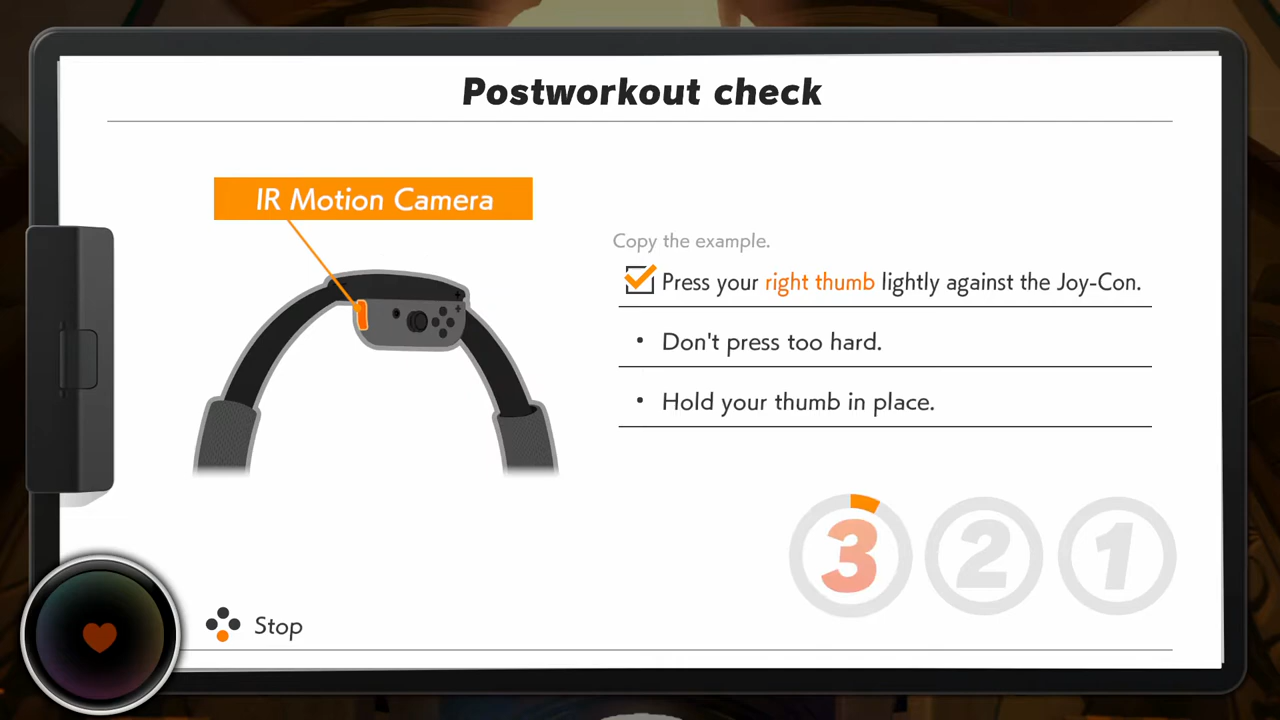 Postworkout check
IR Motion Camera
Copy the example.
Press your right thumb lightly against the Joy-Con.
• Don't press too hard.
• Hold your thumb in place.
3 2 1
Stop